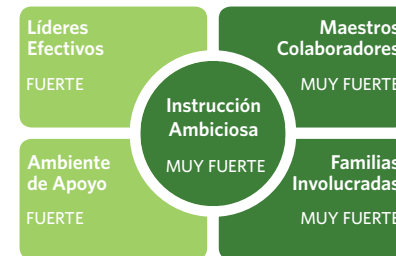 Líderes
Efectivos
FUERTE
Maestros
Colaboradores
MUY FUERTE
Instrucción
Ambiciosa
MUY FUERTE
Ambiente
de Apoyo
FUERTE
Familias
Involucradas
MUY FUERTE